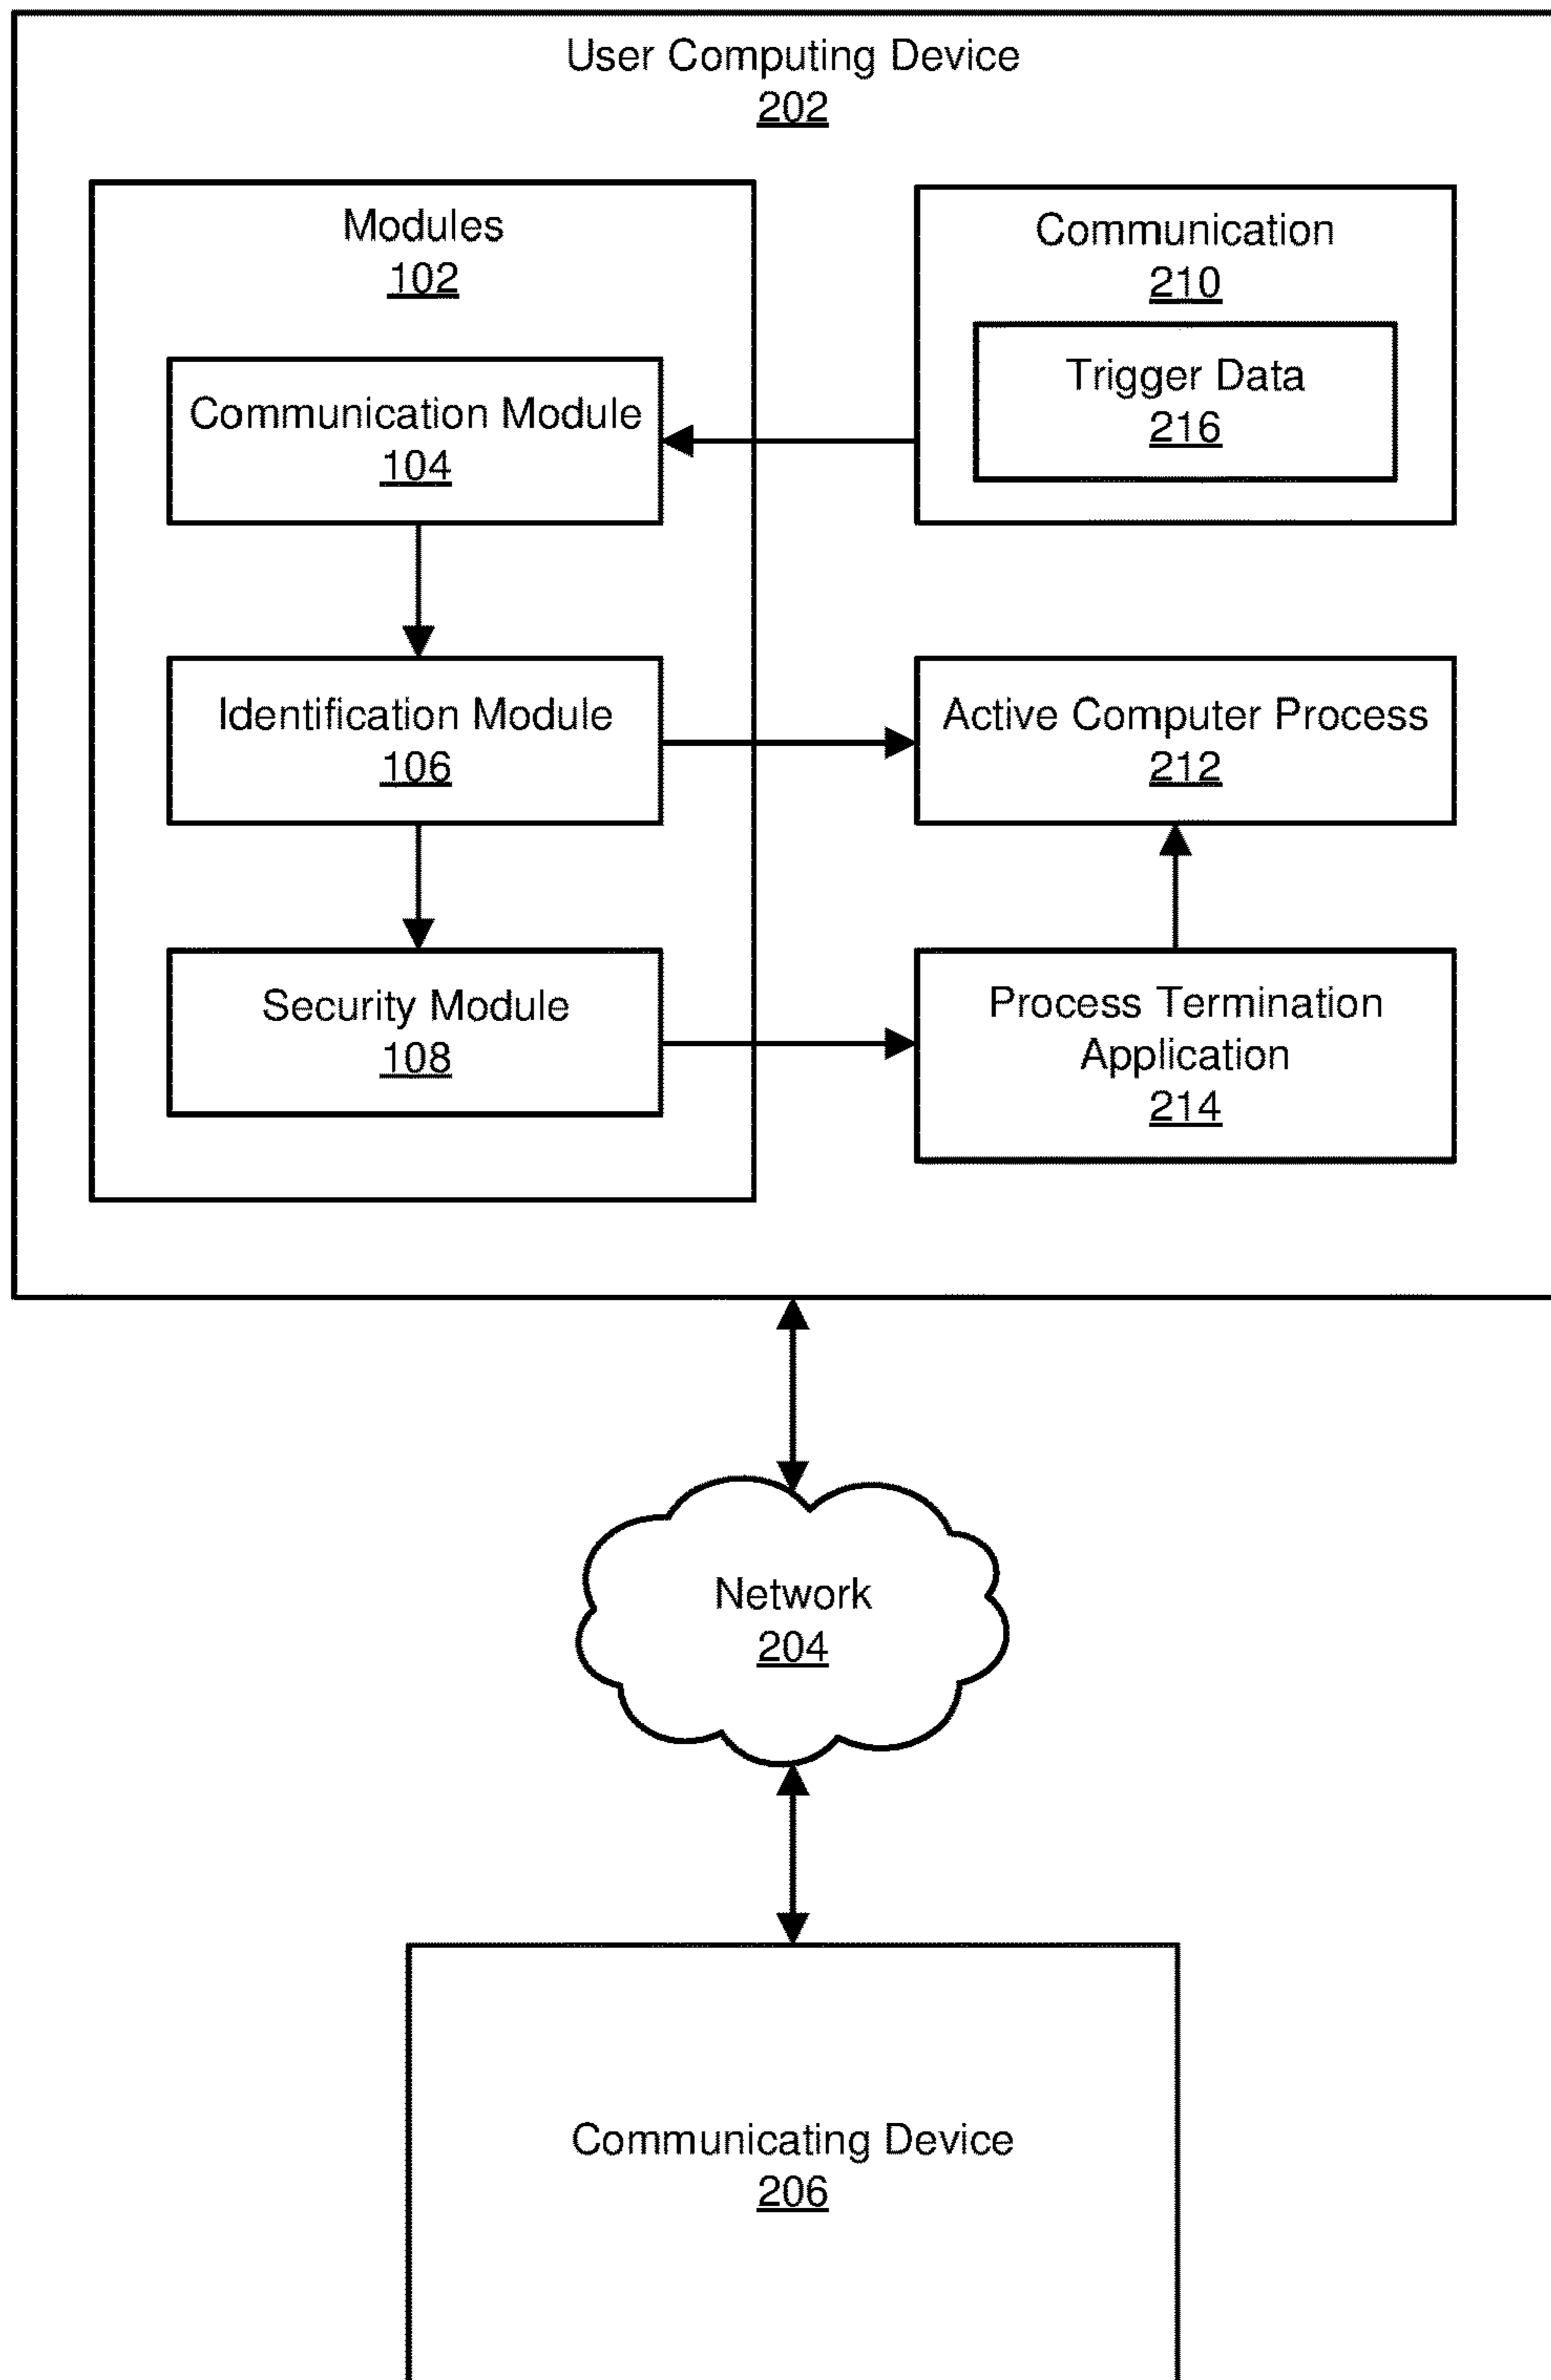 User Computing Device
202
Modules
102
Communication Module
104
Identification Module
106
Security Module
108
Communication
210
Trigger Data
216
Active Computer Process
212
Process Termination
Application
214
Network
204
Communicating Device
206